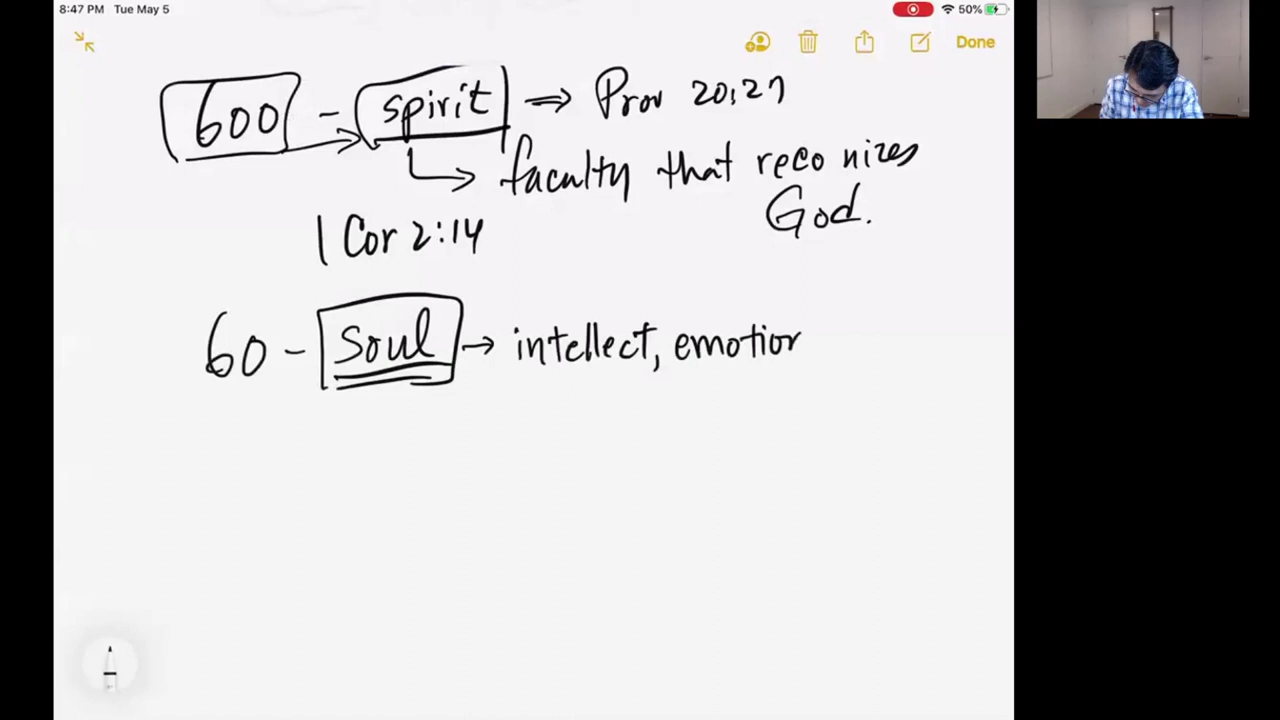 8:47 PM Tue May 5
50%
Done
600 - spirit ⇒ Prov 20:27
faculty that reco nizes
God.
1 Cor 2:14
60 - Soul → intellect, emotion